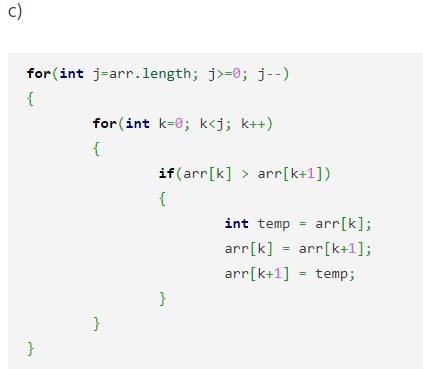 c)
for(int j=arr.length; j>=0; j--)
{
for(int k=0; k<j; k++)
{
if(arr[k] > arr[k+1])
{
int temp = arr[k];
arr[k] = arr[k+1];
arr[k+1] = temp;
}
}
}